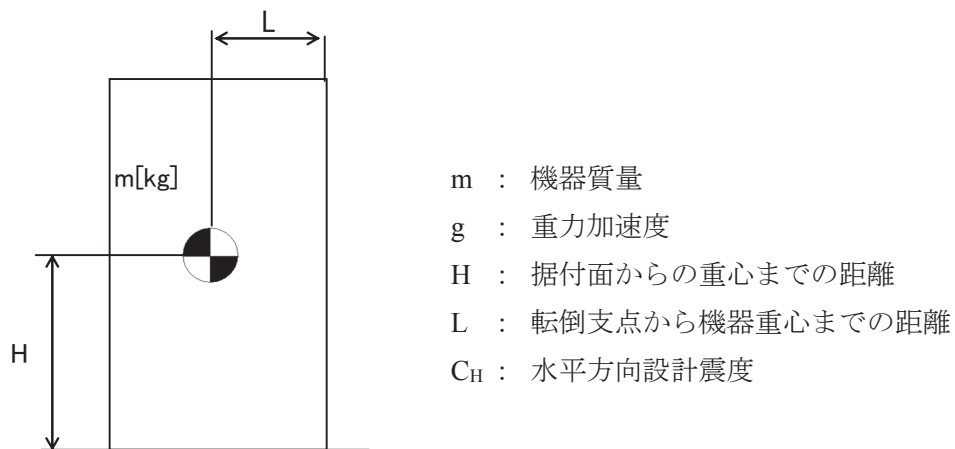 L
m[kg]
H
m : 機器質量
g : 重力加速度
H : 据付面からの重心までの距離
L : 転倒支点から機器重心までの距離
CH : 水平方向設計震度